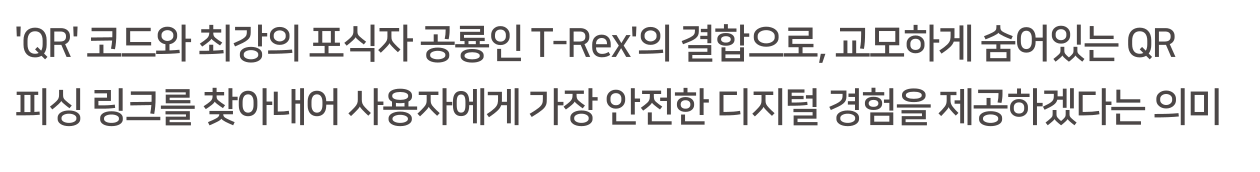 'QR' 코드와 최강의 포식자 공룡인 T-Rex'의 결합으로, 교모하게 숨어있는 QR
피싱 링크를 찾아내어 사용자에게 가장 안전한 디지털 경험을 제공하겠다는 의미